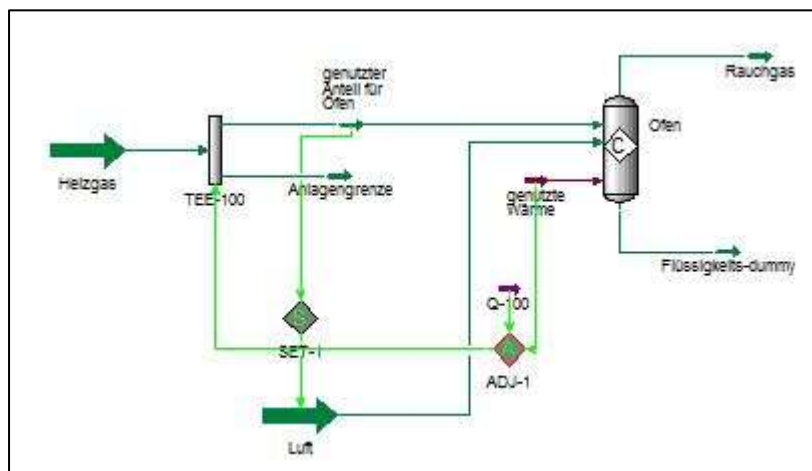 genutzter
Anteil für
Ofen
Rauchgas
C
Ofen
Heizgas
TEE-100
Anlagengrenze
genutzte
Wärme
Flüssigkeits-dummy
Q-100
S
SET-1
A
ADJ-1
Luft